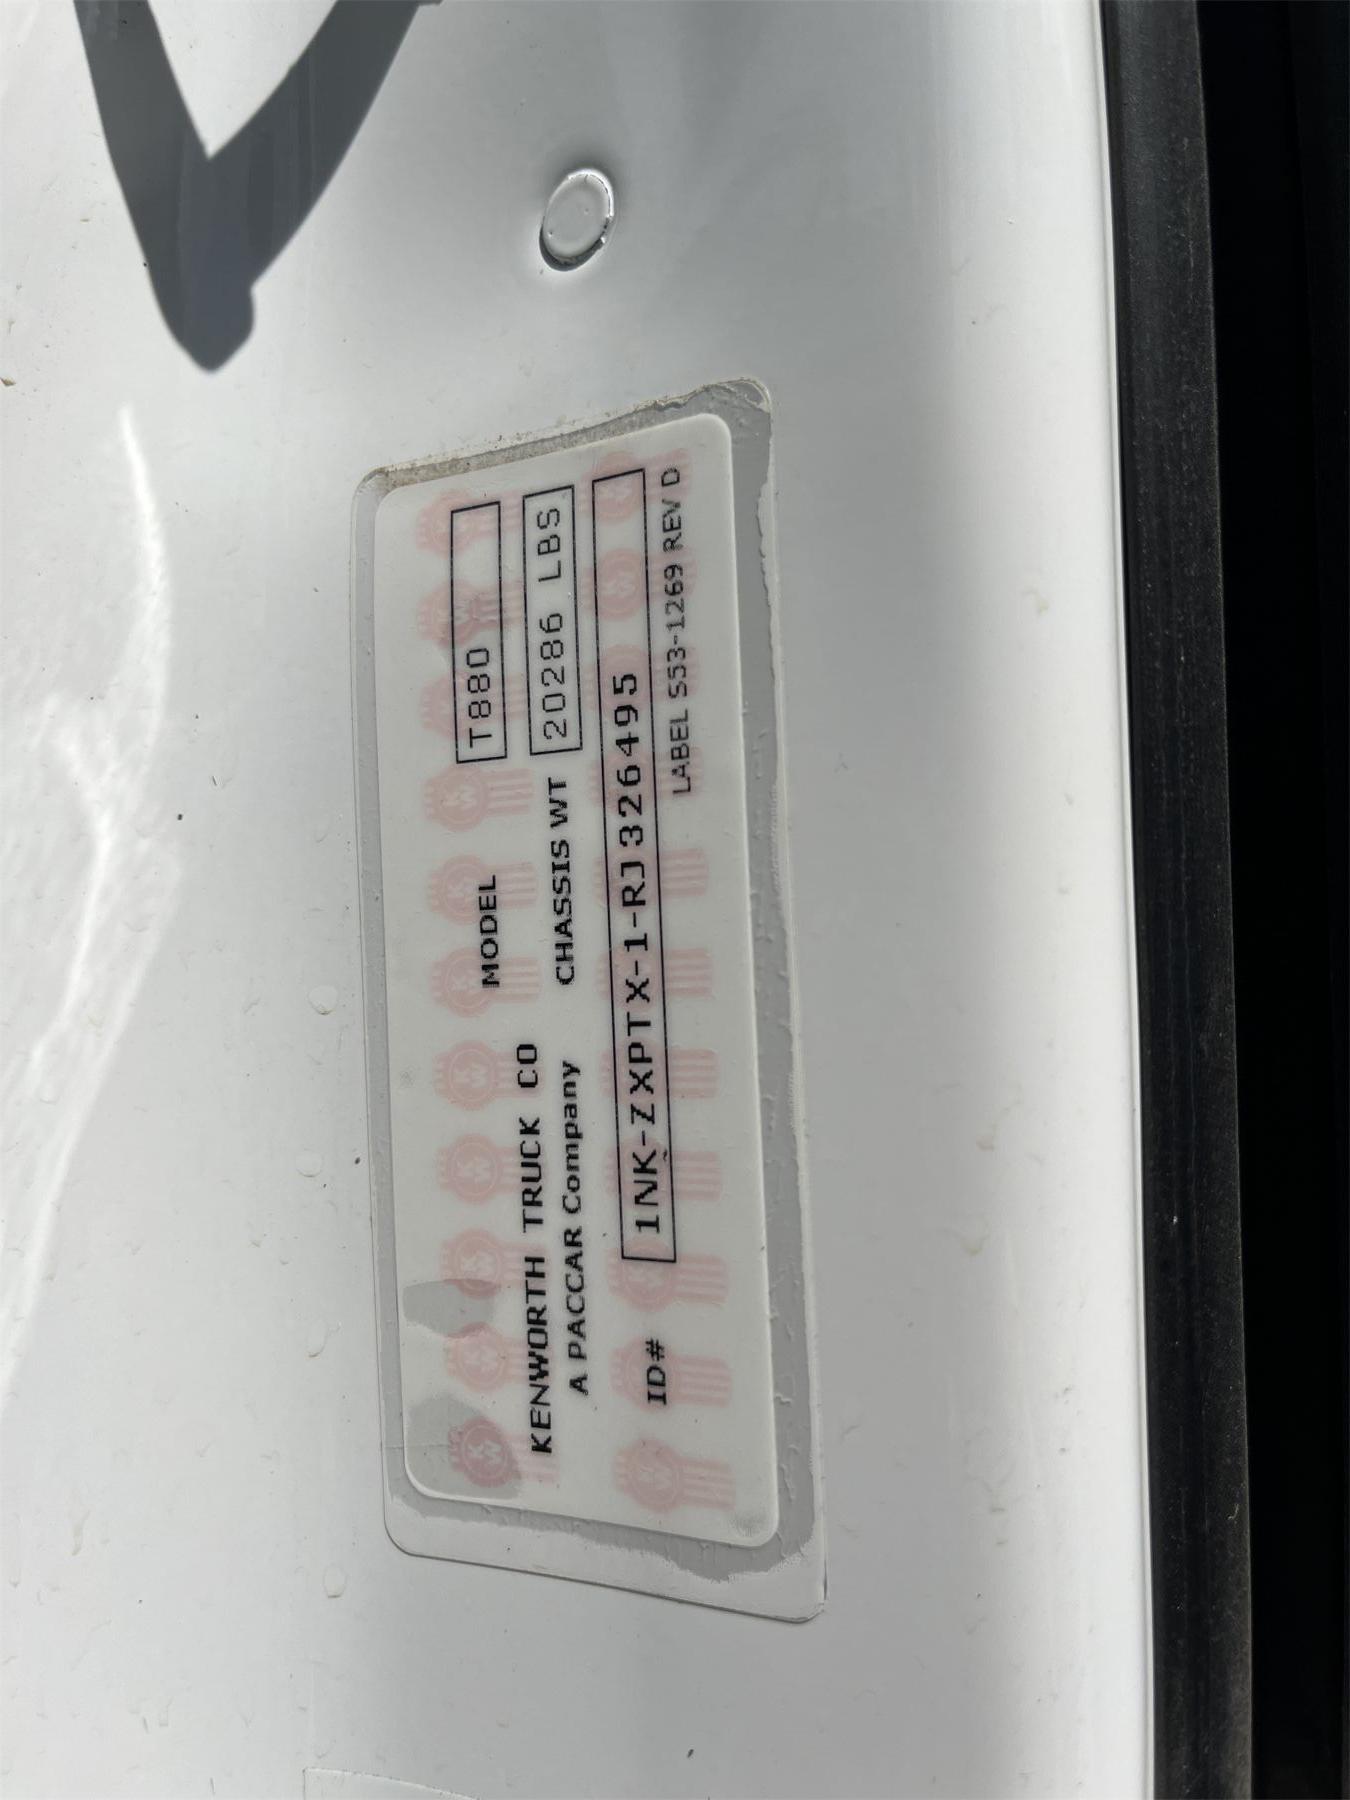 MODEL T880
KENWORTH TRUCK CO
CHASSIS WT 20286 LBS
A PACCAR Company
ID# 1NK-ZXPTX-1-RJ326495
LABEL S53-1269 REV D